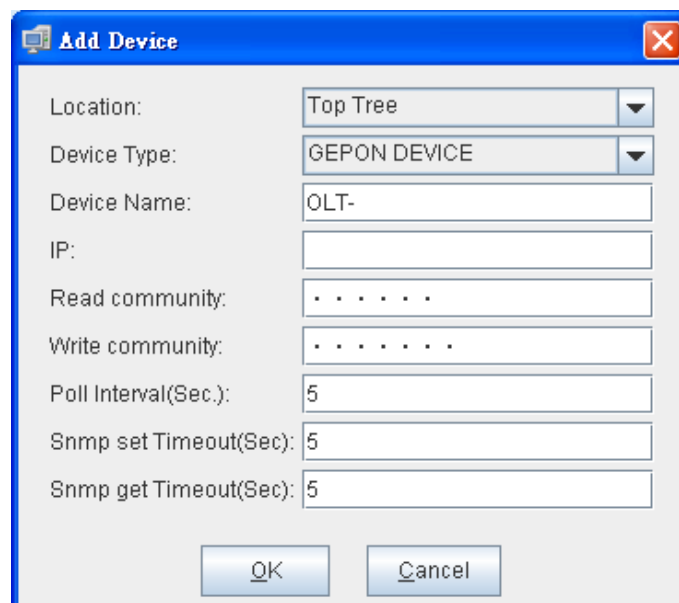 Add Device
Location: Top Tree
Device Type: GEPON DEVICE
Device Name: OLT-
IP:
Read community: · · · · · ·
Write community: · · · · · · ·
Poll Interval(Sec.): 5
Snmp set Timeout(Sec): 5
Snmp get Timeout(Sec): 5
OK Cancel